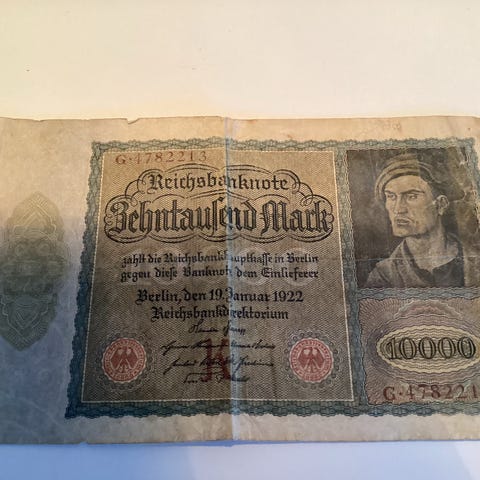 G·4782213
Reichsbanknote
Zehntausend Mark
zahlt die Reichsbankhauptkasse in Berlin
gegen diese Banknote dem Einlieferer
Berlin, den 19. Januar 1922
Reichsbankdirektorium
10000
G·478221